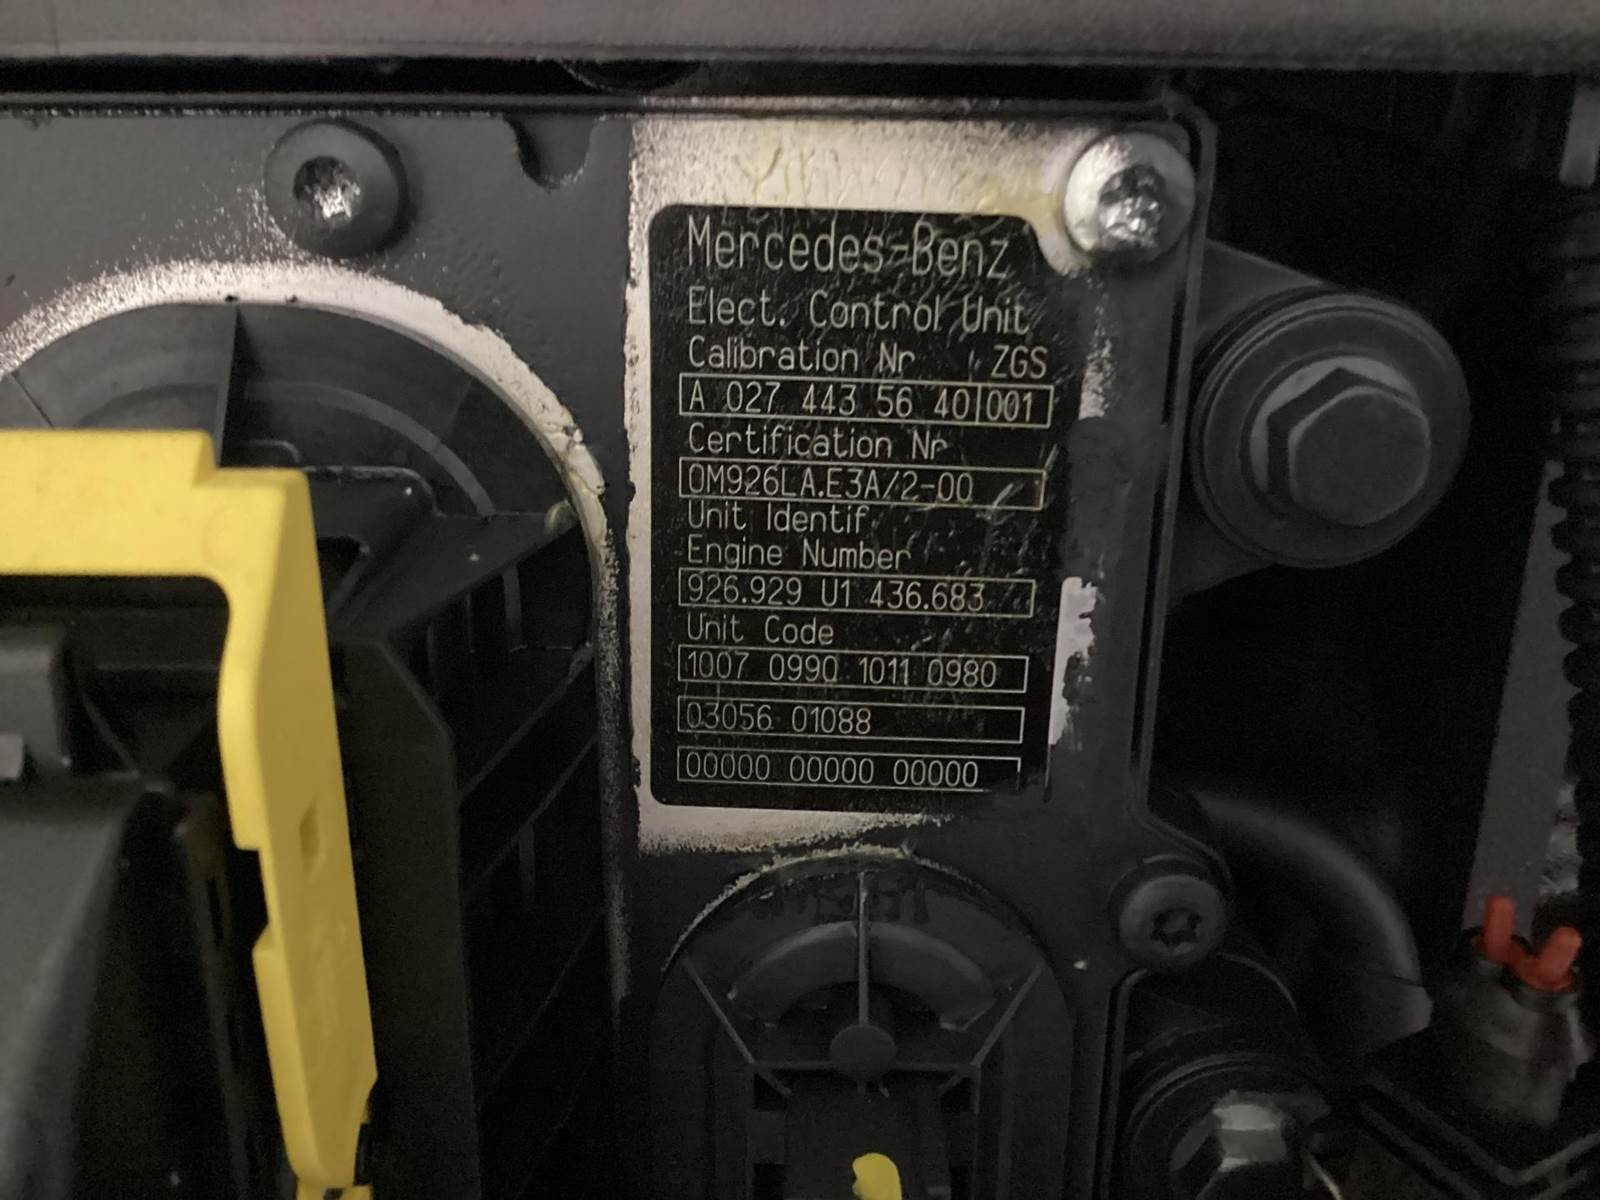 Mercedes-Benz
Elect. Control Unit
Calibration Nr ZGS
A 027 443 56 40 001
Certification Nr
OM926LA.E3A/2-00
Unit Identif
Engine Number
926.929 U1 436.683
Unit Code
1007 0990 1011 0980
03056 01088
00000 00000 00000